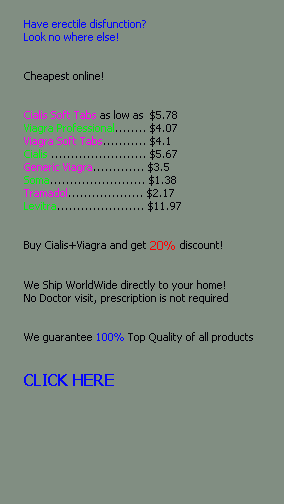 Have erectile disfunction?
Look no where else!
Cheapest online!
Cialis Soft Tabs as low as $5.78
........ $4.07
Viagra Soft Tabs........... $4.1
........................ $5.67
Generic Viagra............. $3.5
........................ $1.38
Tramadol................... $2.17
...................... $11.97
Buy Cialis+Viagra and get 20% discount!
We Ship WorldWide directly to your home!
No Doctor visit, prescription is not required
We guarantee 100% Top Quality of all products
CLICK HERE